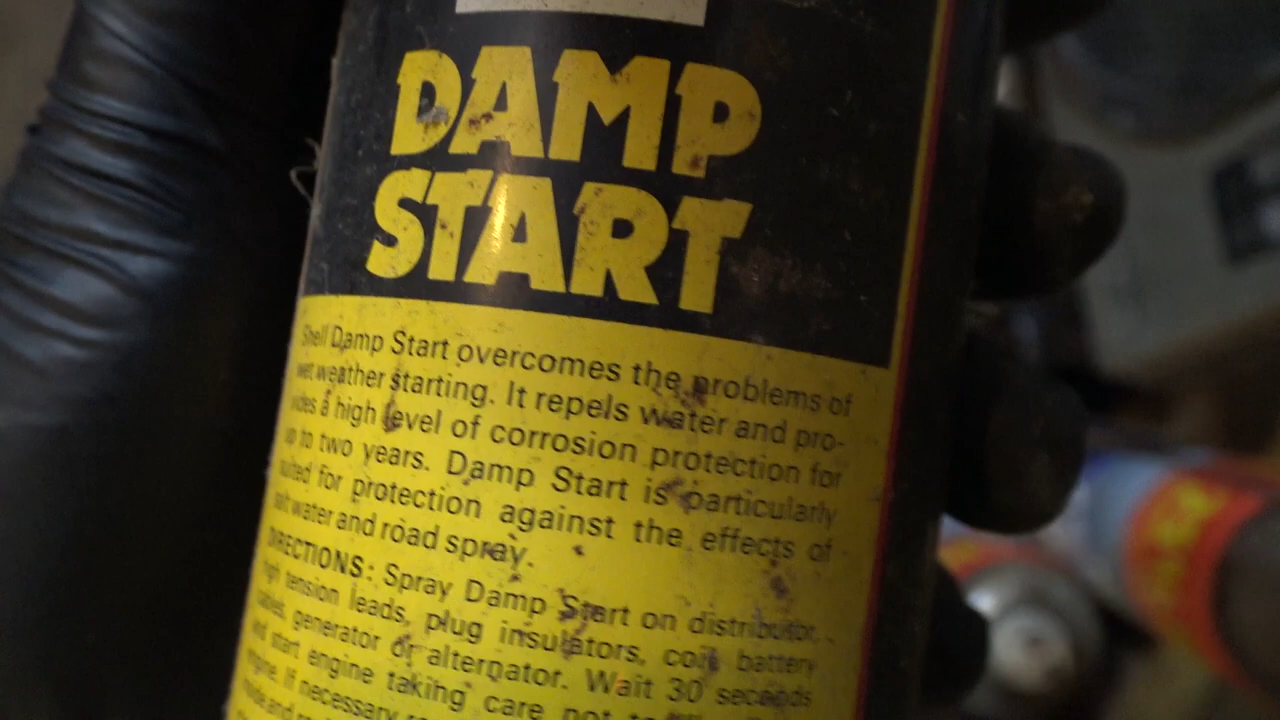 DAMP
START
Shell Damp Start overcomes the problems of
wet weather starting. It repels water and pro-
vides a high level of corrosion protection for
up to two years. Damp Start is particularly
suited for protection against the effects of
salt water and road spray.
DIRECTIONS: Spray Damp Start on distributor,
high tension leads, plug insulators, coil, battery
cables, generator or alternator. Wait 30 seconds
and start engine taking care not to
engine. If necessary